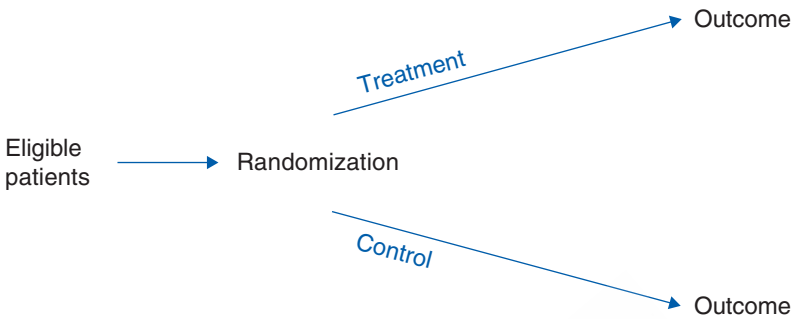 Outcome
Treatment
Eligible
patients
Randomization
Control
Outcome